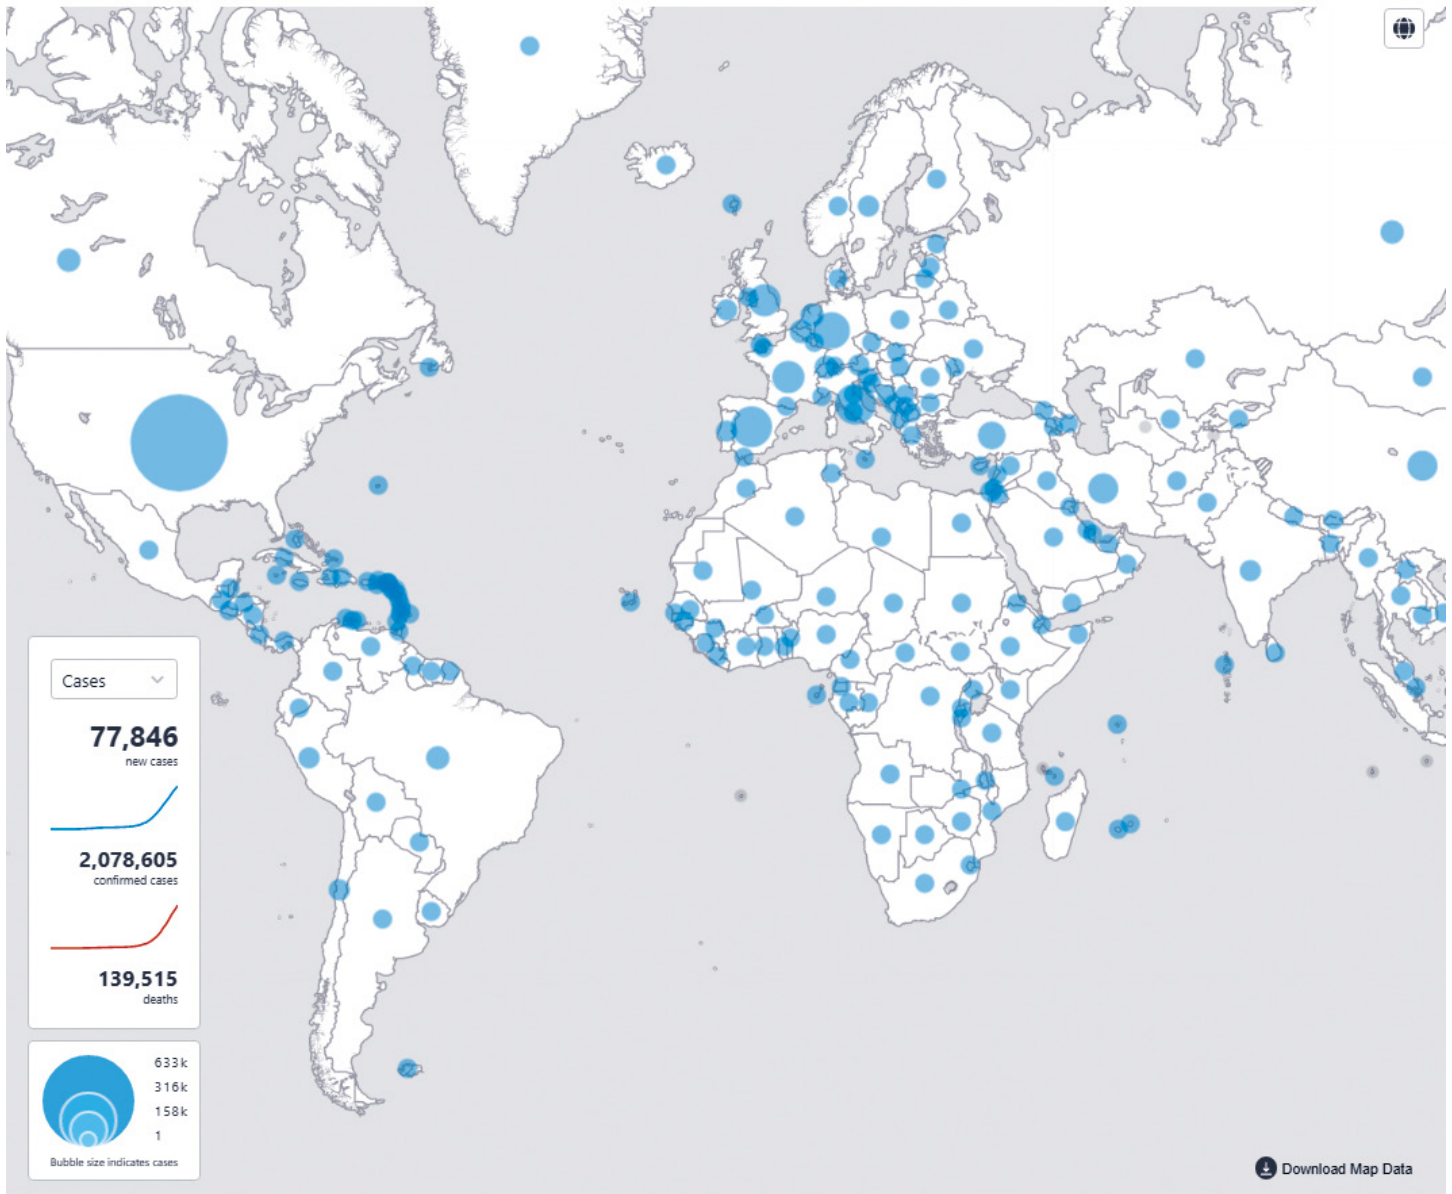 Cases
77,846
new cases
2,078,605
confirmed cases
139,515
deaths
633k
316k
158k
1
Bubble size indicates cases
Download Map Data